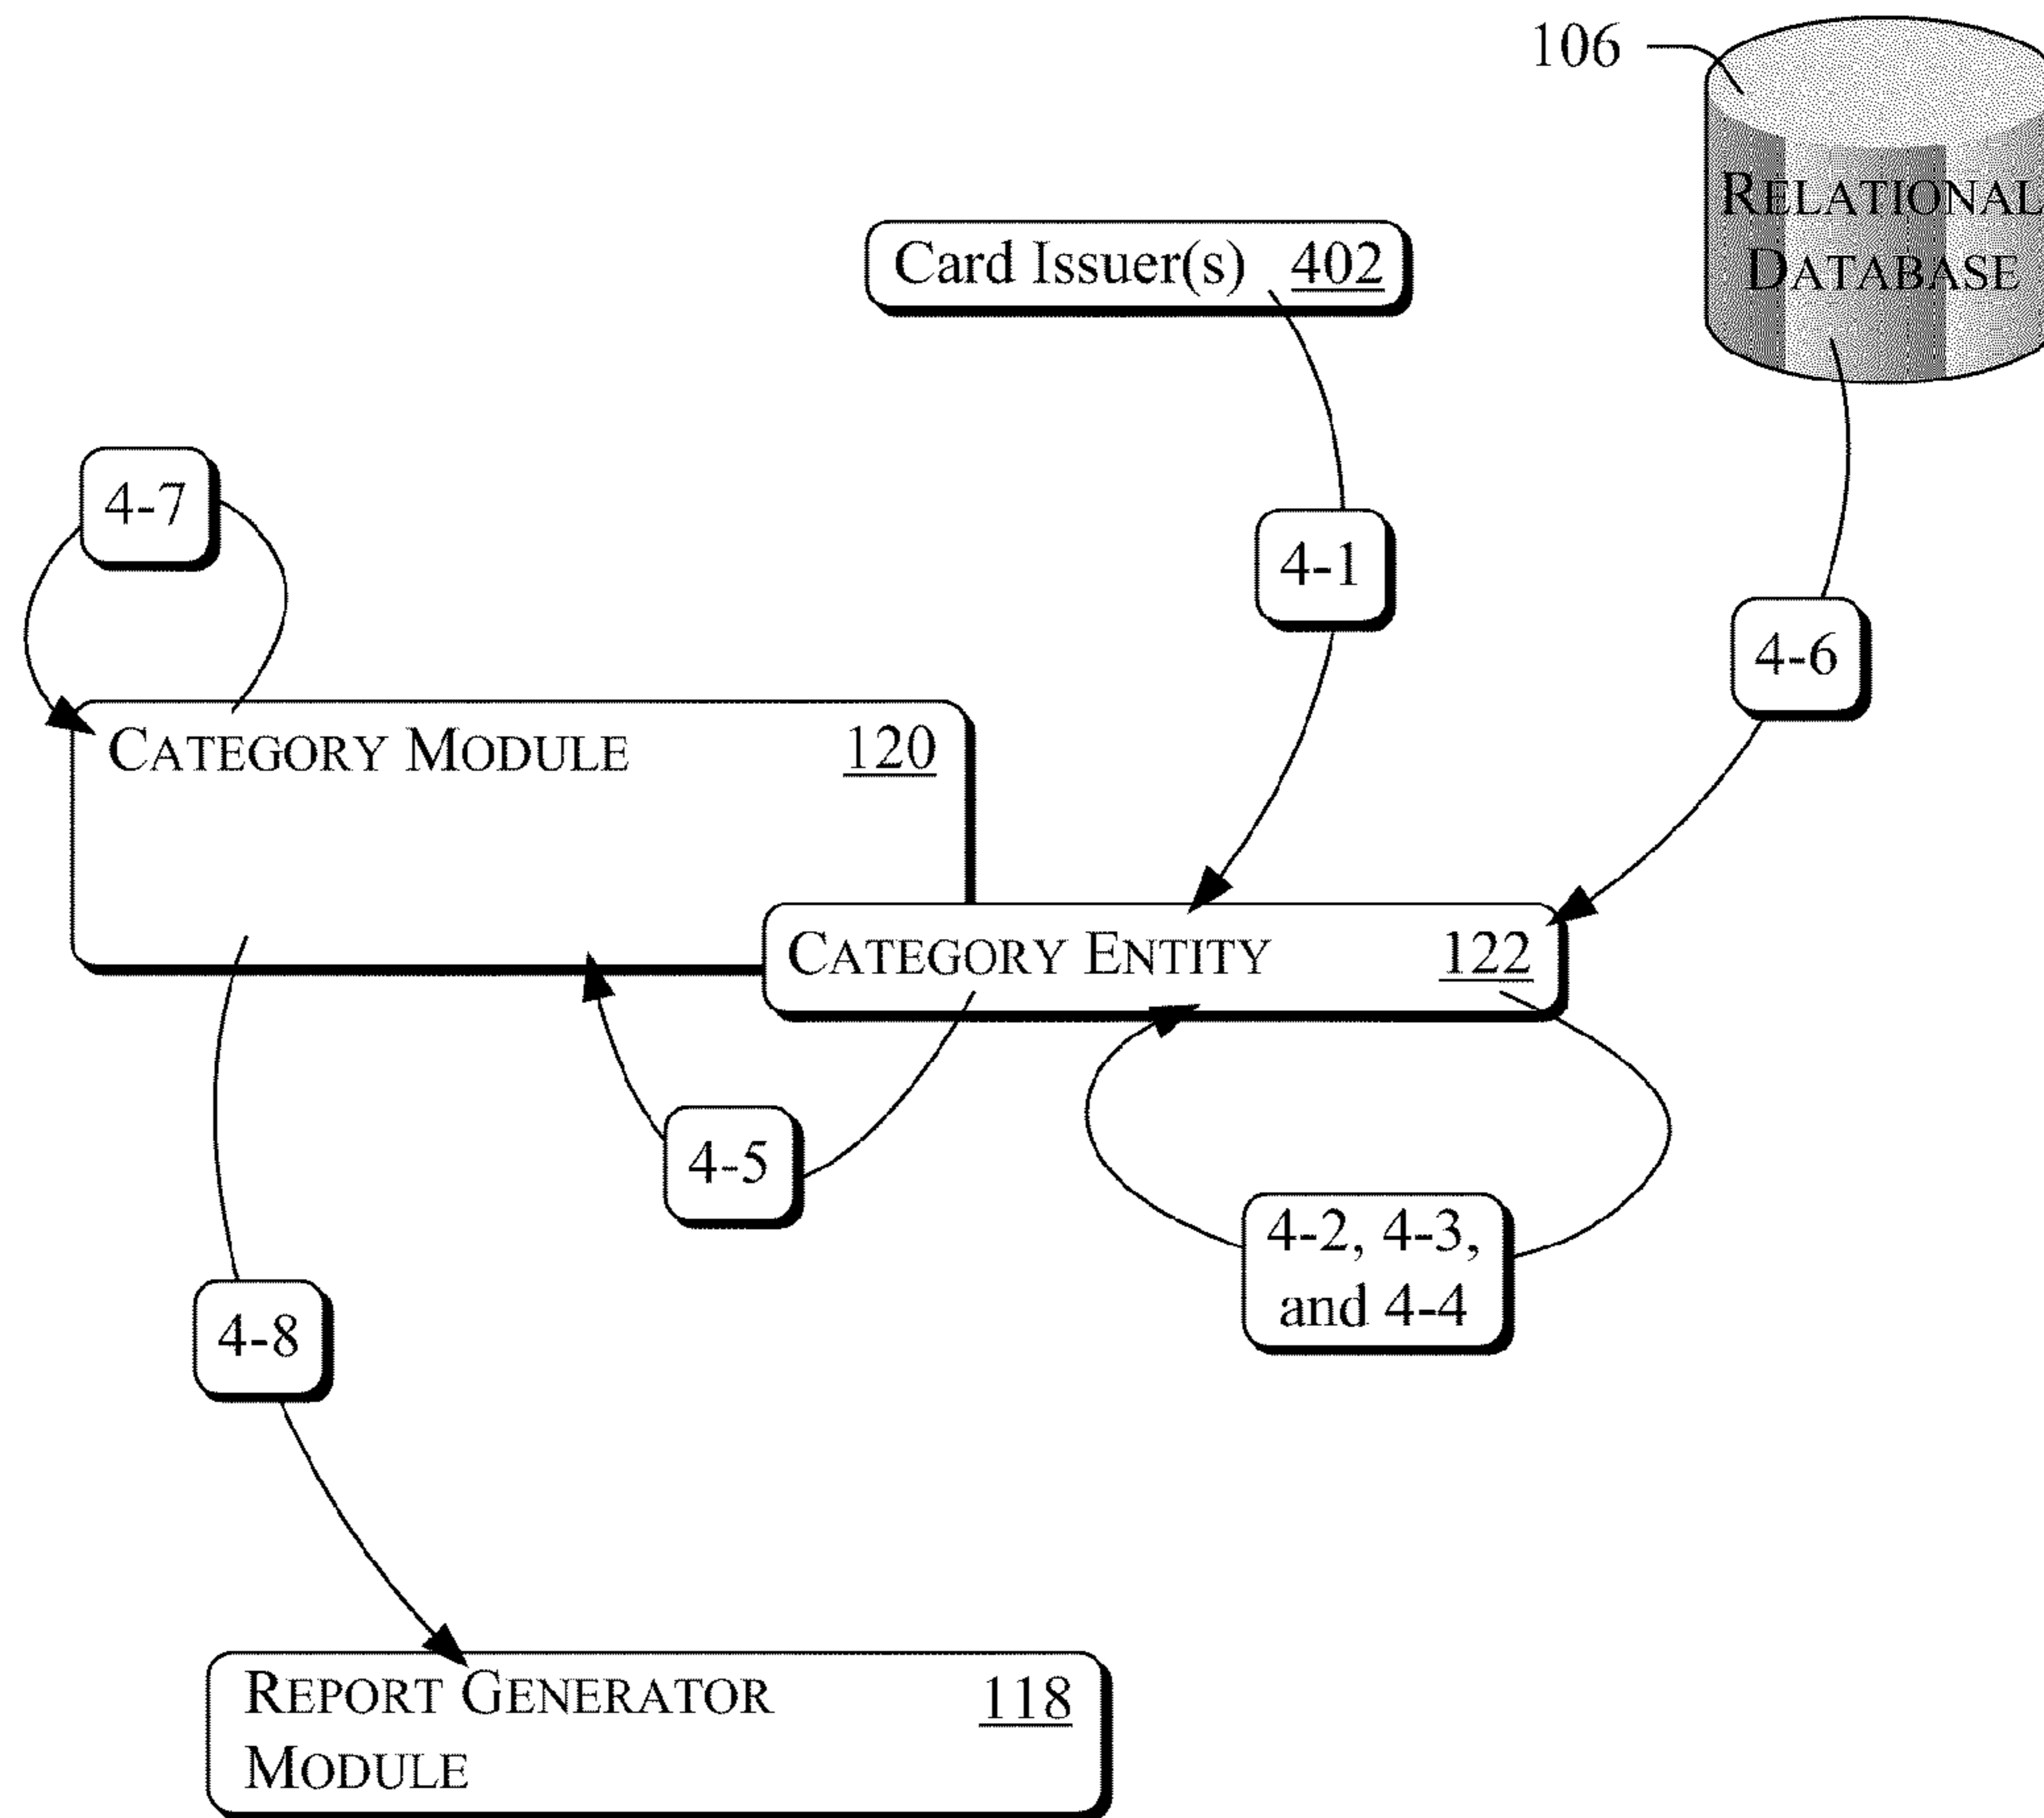 106
RELATIONAL
DATABASE
Card Issuer(s) 402
4-7
4-1
4-6
CATEGORY MODULE 120
CATEGORY ENTITY 122
4-5
4-2, 4-3,
and 4-4
4-8
REPORT GENERATOR 118
MODULE